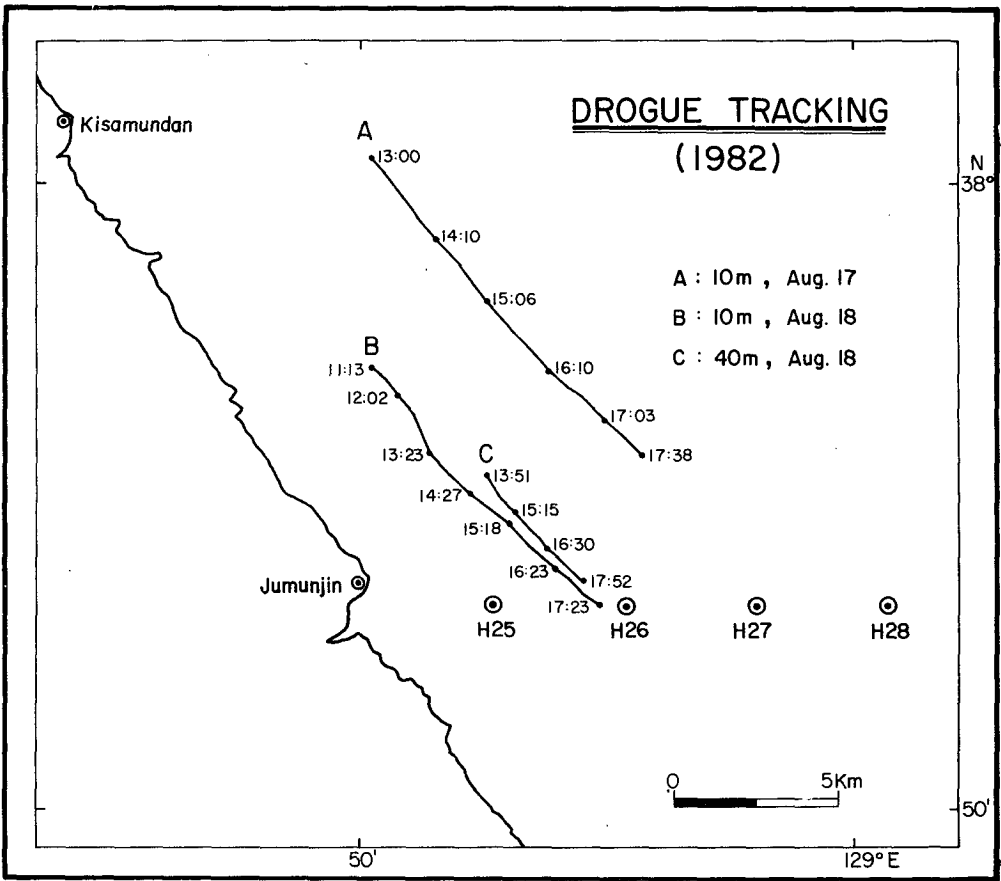 DROGUE TRACKING
(1982)
Kisamundan
A
13:00
14:10
15:06
16:10
17:03
17:38
N
38°
A : 10m , Aug. 17
B : 10m , Aug. 18
C : 40m , Aug. 18
B
11:13
12:02
13:23
14:27
15:18
16:23
17:23
C
13:51
15:15
16:30
17:52
Jumunjin
H25
H26
H27
H28
0 5Km
50'
50'
129°E